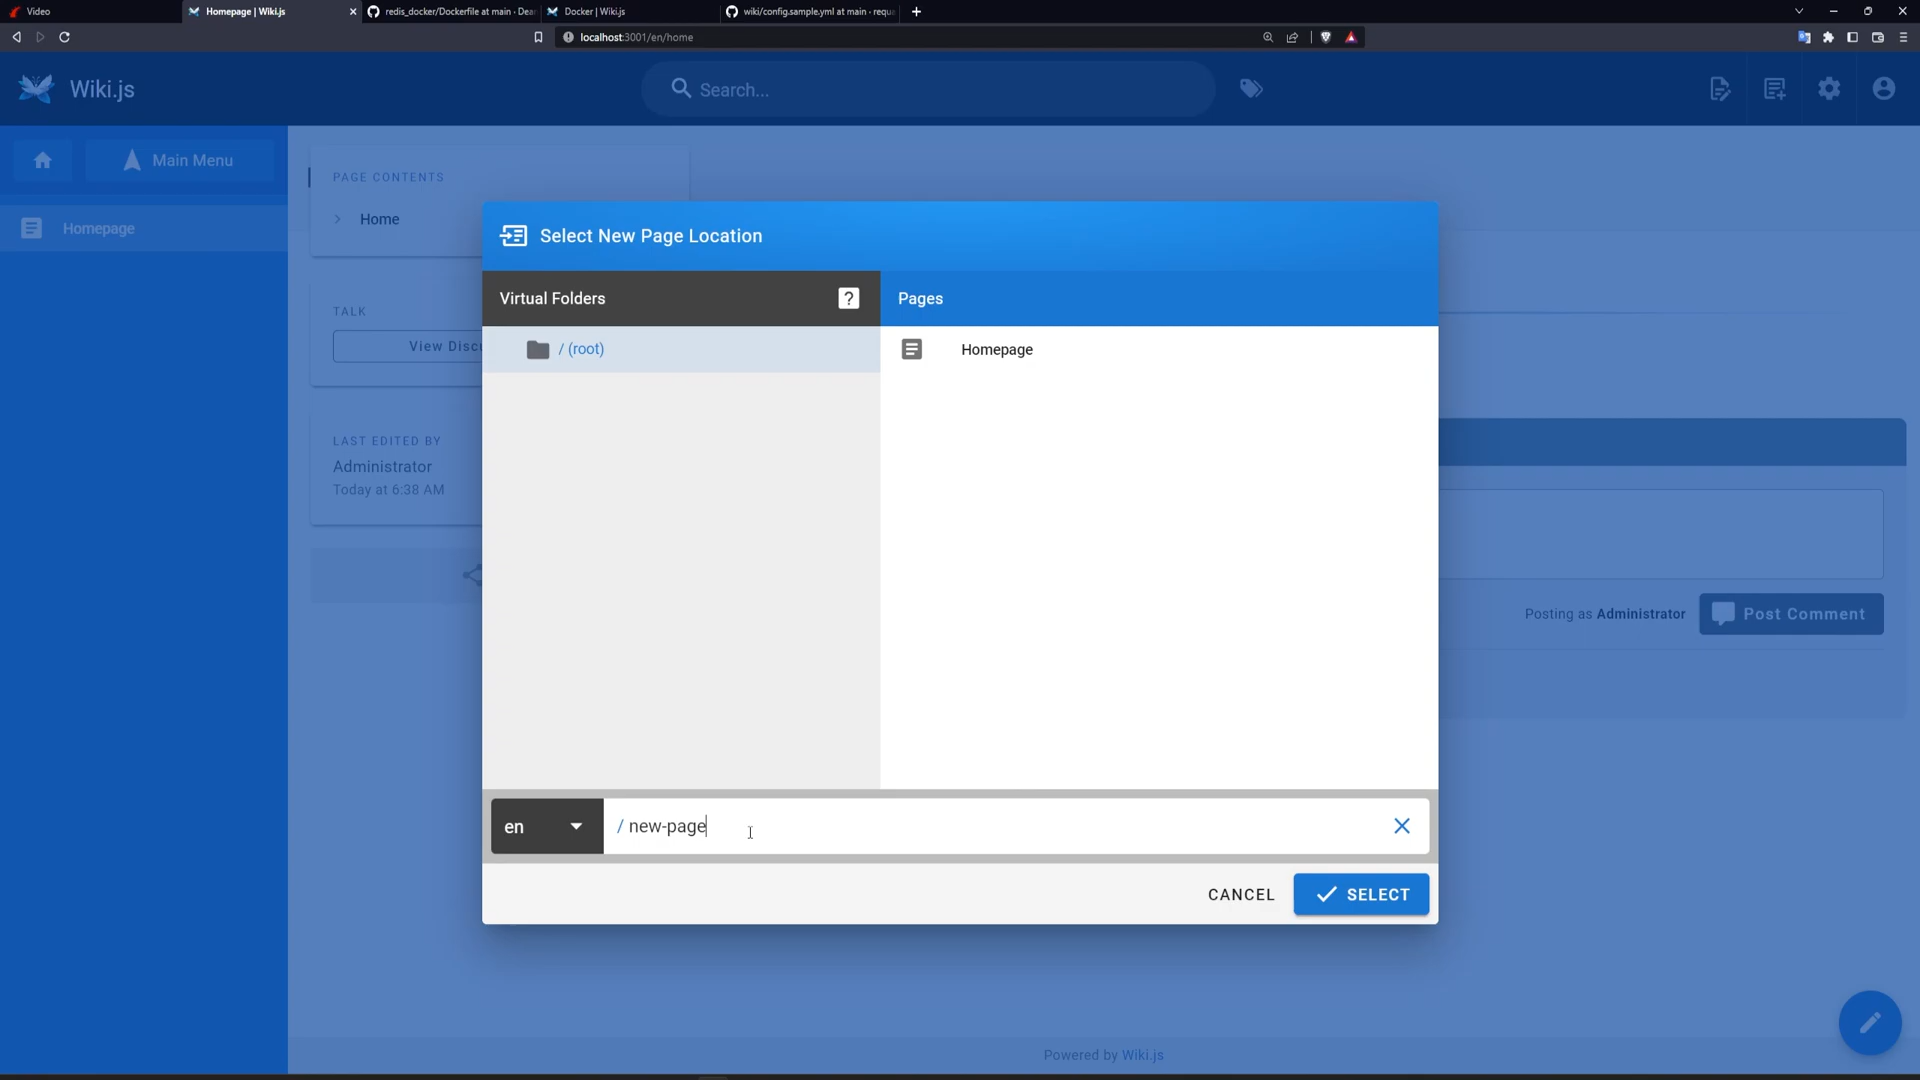 Video
Homepage | Wiki.js
redis_docker/Dockerfile at main · Dea
Docker | Wiki.js
wiki/config.sample.yml at main · requa
localhost:3001/en/home
Wiki.js
Search...
Main Menu
Homepage
PAGE CONTENTS
Home
TALK
View Discu
LAST EDITED BY
Administrator
Today at 6:38 AM
Select New Page Location
Virtual Folders
?
Pages
/ (root)
Homepage
en
/ new-page
CANCEL
SELECT
Posting as Administrator
Post Comment
Powered by Wiki.js